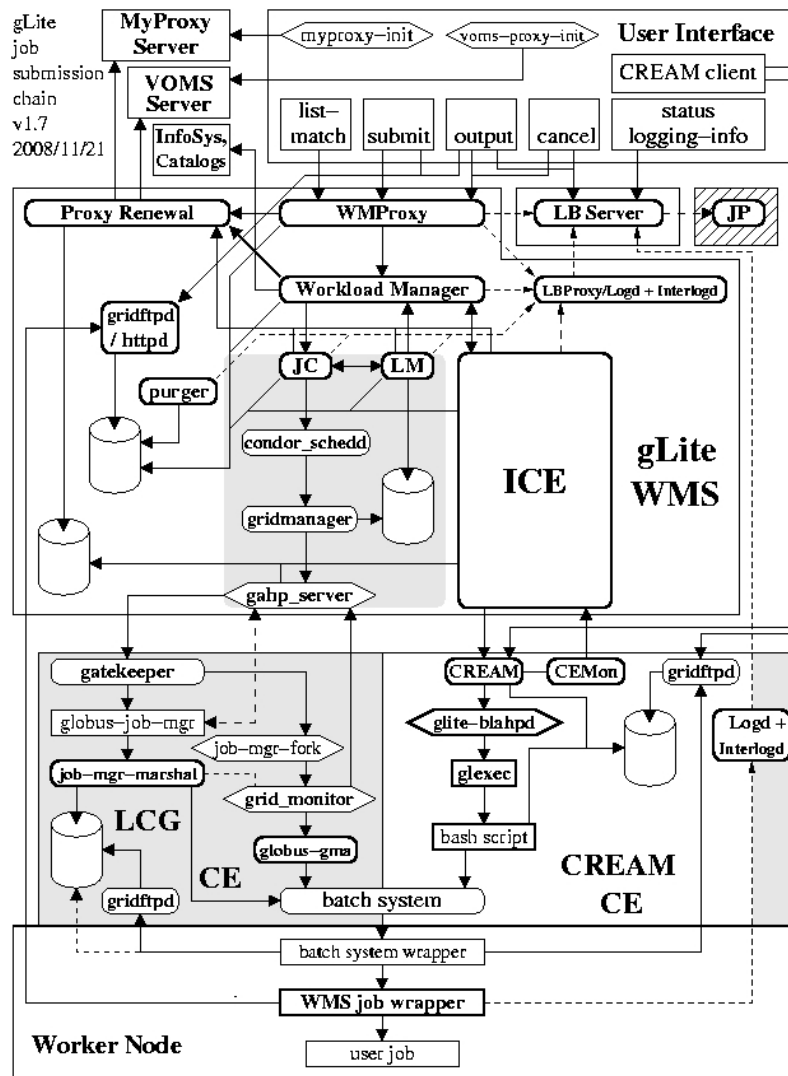 gLite
job
submission
chain
v1.7
2008/11/21
MyProxy
Server
VOMS
Server
InfoSys,
Catalogs
myproxy-init
voms-proxy-init
User Interface
CREAM client
list-
match
submit
output
cancel
status
logging-info
Proxy Renewal
WMProxy
LB Server
JP
Workload Manager
LBProxy/Logd + Interlogd
gridftpd
/ httpd
purger
JC
LM
condor_schedd
gridmanager
gahp_server
ICE
gLite
WMS
gatekeeper
globus-job-mgr
job-mgr-fork
job-mgr-marshal
grid_monitor
LCG
CE
globus-gma
gridftpd
batch system
CREAM
CEMon
gridftpd
glite-blahpd
glexec
bash script
Logd +
Interlogd
CREAM
CE
batch system wrapper
WMS job wrapper
Worker Node
user job